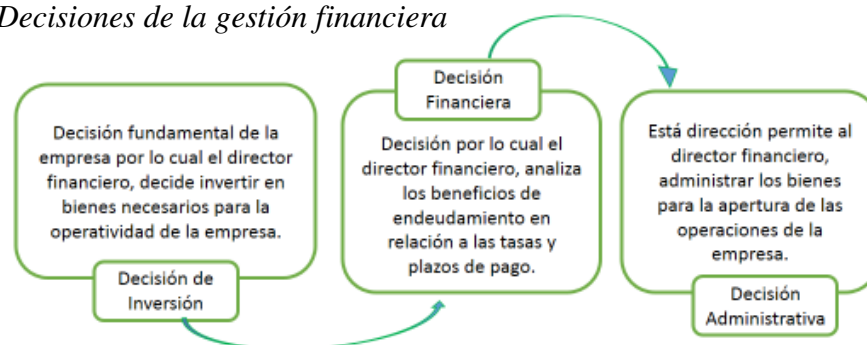 Decisiones de la gestión financiera
Decisión fundamental de la
empresa por lo cual el director
financiero, decide invertir en
bienes necesarios para la
operatividad de la empresa.
Decisión de
Inversión
Decisión
Financiera
Decisión por lo cual el
director financiero, analiza
los beneficios de
endeudamiento en
relación a las tasas y
plazos de pago.
Está dirección permite al
director financiero,
administrar los bienes
para la apertura de las
operaciones de la
empresa.
Decisión
Administrativa